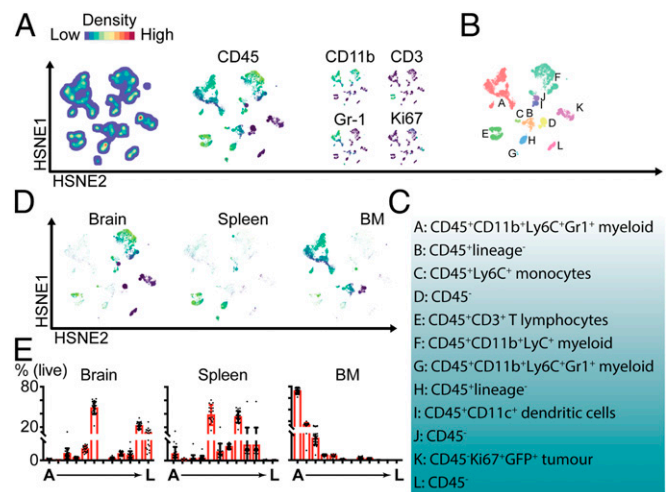 A
Density
Low High
CD45
CD11b CD3
Gr-1 Ki67
HSNE1
HSNE2
B
A
B
C
D
E
F
G
H
I
J
K
L
D
Brain Spleen BM
HSNE1
HSNE2
C
A: CD45⁺CD11b⁺Ly6C⁺Gr1⁺ myeloid
B: CD45⁺lineage⁻
C: CD45⁺Ly6C⁺ monocytes
D: CD45⁻
E: CD45⁺CD3⁺ T lymphocytes
F: CD45⁺CD11b⁺LyC⁺ myeloid
G: CD45⁺CD11b⁺Ly6C⁺Gr1⁺ myeloid
H: CD45⁺lineage⁻
I: CD45⁺CD11c⁺ dendritic cells
J: CD45⁻
K: CD45⁻Ki67⁺GFP⁺ tumour
L: CD45⁻
E
% (live)
Brain Spleen BM
80
20
0
A L A L A L